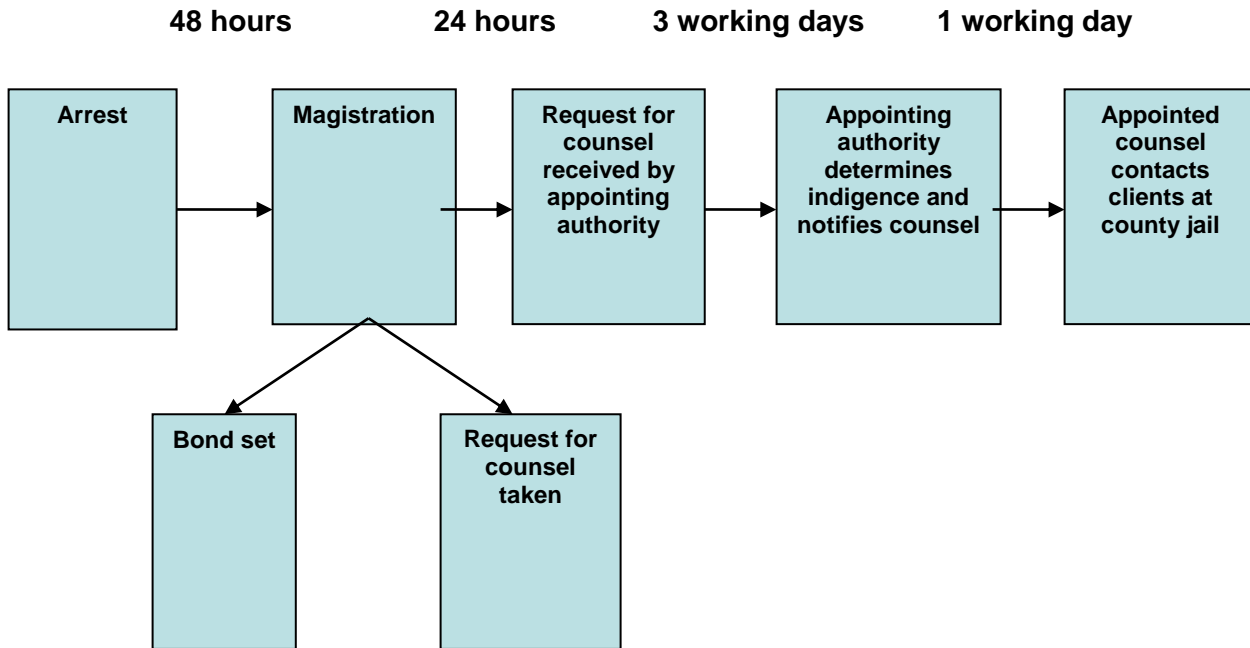 48 hours 24 hours 3 working days 1 working day
Arrest
Magistration
Request for
counsel
received by
appointing
authority
Appointing
authority
determines
indigence and
notifies counsel
Appointed
counsel
contacts
clients at
county jail
Bond set
Request for
counsel
taken